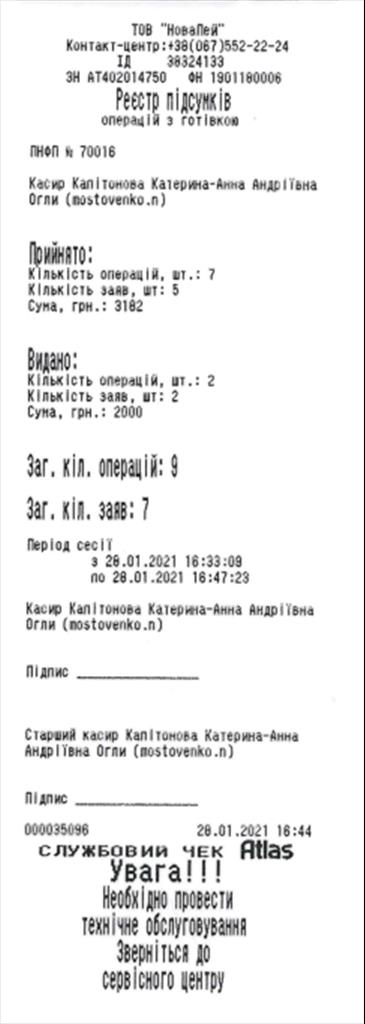 ТОВ "НоваПей"
Контакт-центр:+38(067)552-22-24
ІД 38324133
ЗН АТ402014750 ФН 1901180006
Реєстр підсумків
операцій з готівкою
ПНФП № 70016
Касир Капітонова Катерина-Анна Андріївна
Огли (mostovenko.n)
Прийнято:
Кількість операцій, шт.: 7
Кількість заяв, шт: 5
Сума, грн.: 3182
Видано:
Кількість операцій, шт.: 2
Кількість заяв, шт: 2
Сума, грн.: 2000
Заг. кіл. операцій: 9
Заг. кіл. заяв: 7
Період сесії
з 28.01.2021 16:33:09
по 28.01.2021 16:47:23
Касир Капітонова Катерина-Анна Андріївна
Огли (mostovenko.n)
Підпис _______________
Старший касир Капітонова Катерина-Анна
Андріївна Огли (mostovenko.n)
Підпис _______________
000035096 28.01.2021 16:44
СЛУЖБОВИЙ ЧЕК Atlas
Увага!!!
Необхідно провести
технічне обслуговування
Зверніться до
сервісного центру